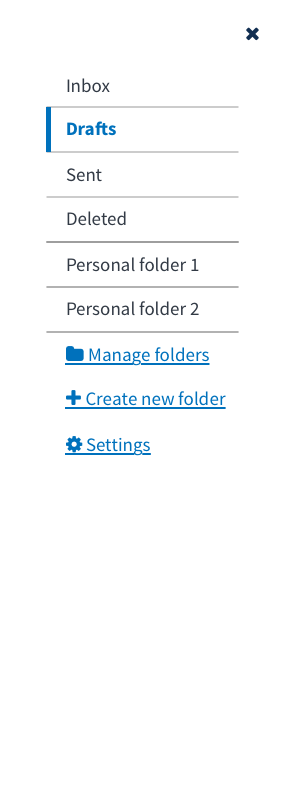 Inbox
Drafts
Sent
Deleted
Personal folder 1
Personal folder 2
Manage folders
Create new folder
Settings